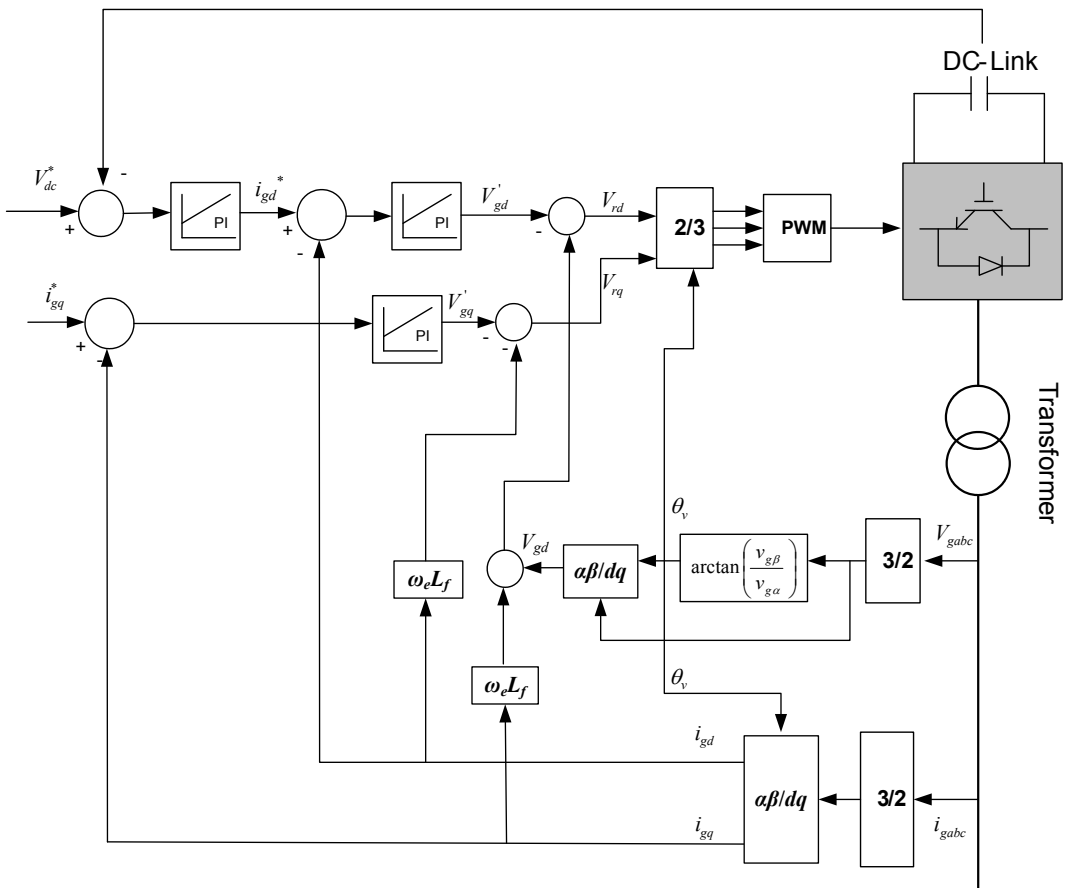 DC-Link
V*dc
-
+
PI
igd*
+
-
PI
V'gd
-
Vrd
2/3
PWM
Vrq
i*gq
+
-
PI
V'gq
-
-
Transformer
θv
Vgd
αβ/dq
arctan(vgβ/vgα)
3/2
Vgabc
ωeLf
ωeLf
θv
igd
αβ/dq
3/2
igq
igabc